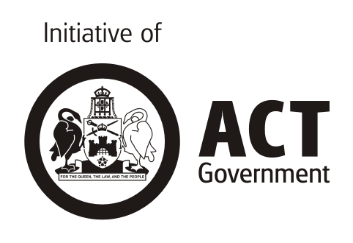 Initiative of
ACT
Government
FOR THE QUEEN, THE LAW, AND THE PEOPLE